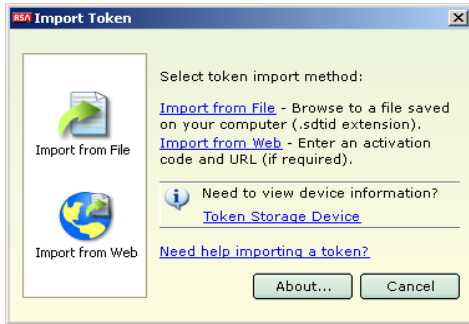 RSA Import Token
Import from File
Import from Web
Select token import method:
Import from File - Browse to a file saved
on your computer (.sdtid extension).
Import from Web - Enter an activation
code and URL (if required).
Need to view device information?
Token Storage Device
Need help importing a token?
About...
Cancel